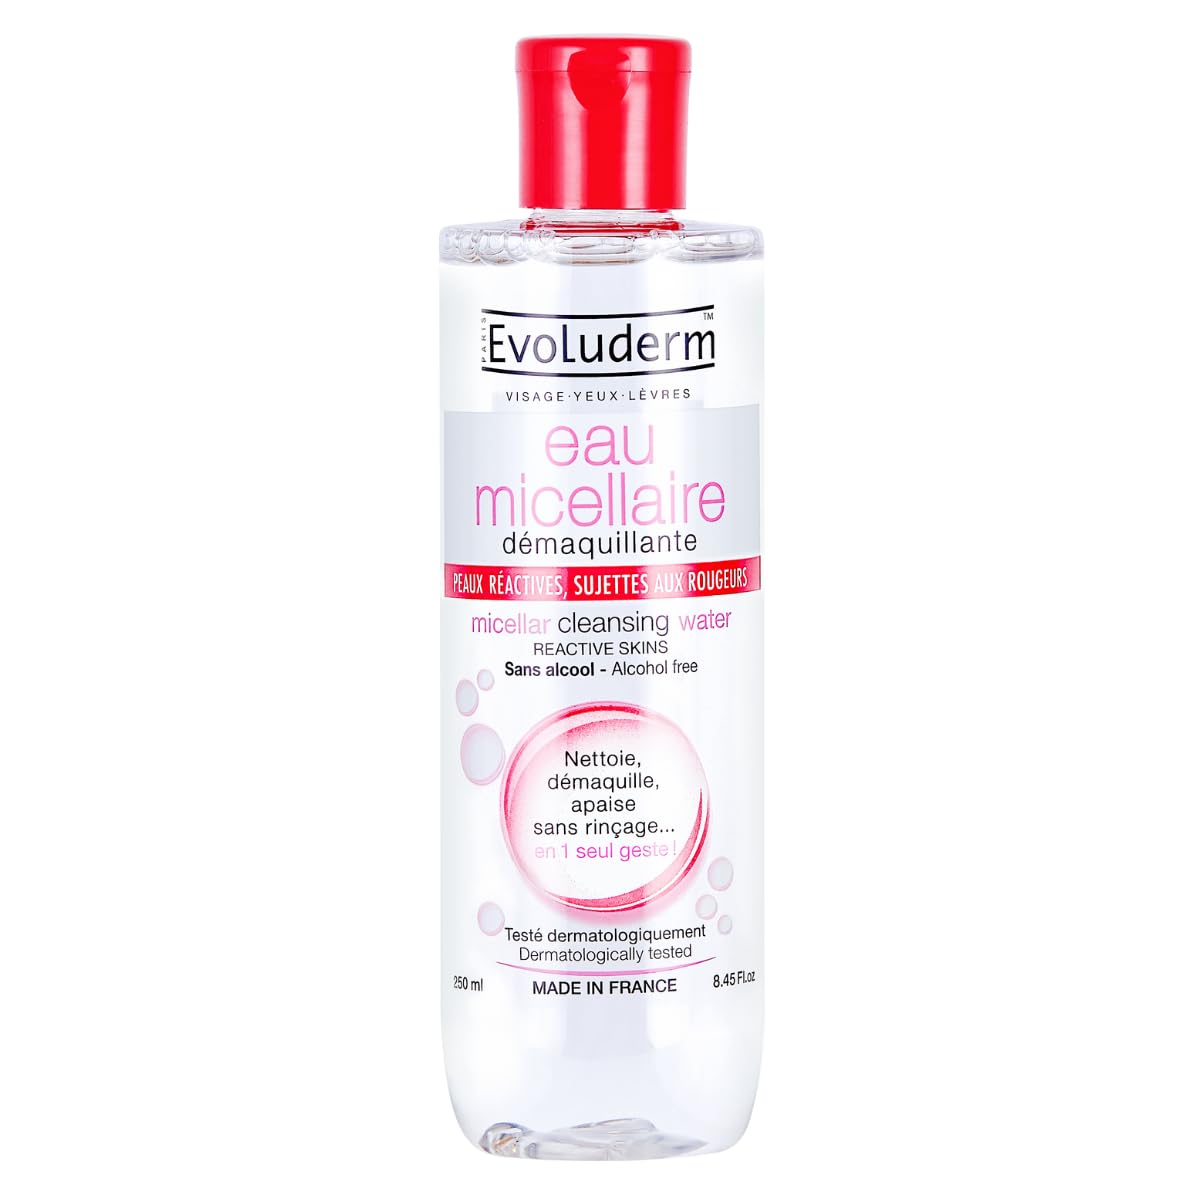 PARIS
EvoLuderm™
VISAGE·YEUX·LÈVRES
eau
micellaire
démaquillante
PEAUX RÉACTIVES, SUJETTES AUX ROUGEURS
micellar cleansing water
REACTIVE SKINS
Sans alcool - Alcohol free
Nettoie,
démaquille,
apaise
sans rinçage...
en 1 seul geste !
Testé dermatologiquement
Dermatologically tested
250 ml MADE IN FRANCE 8.45 Fl.oz